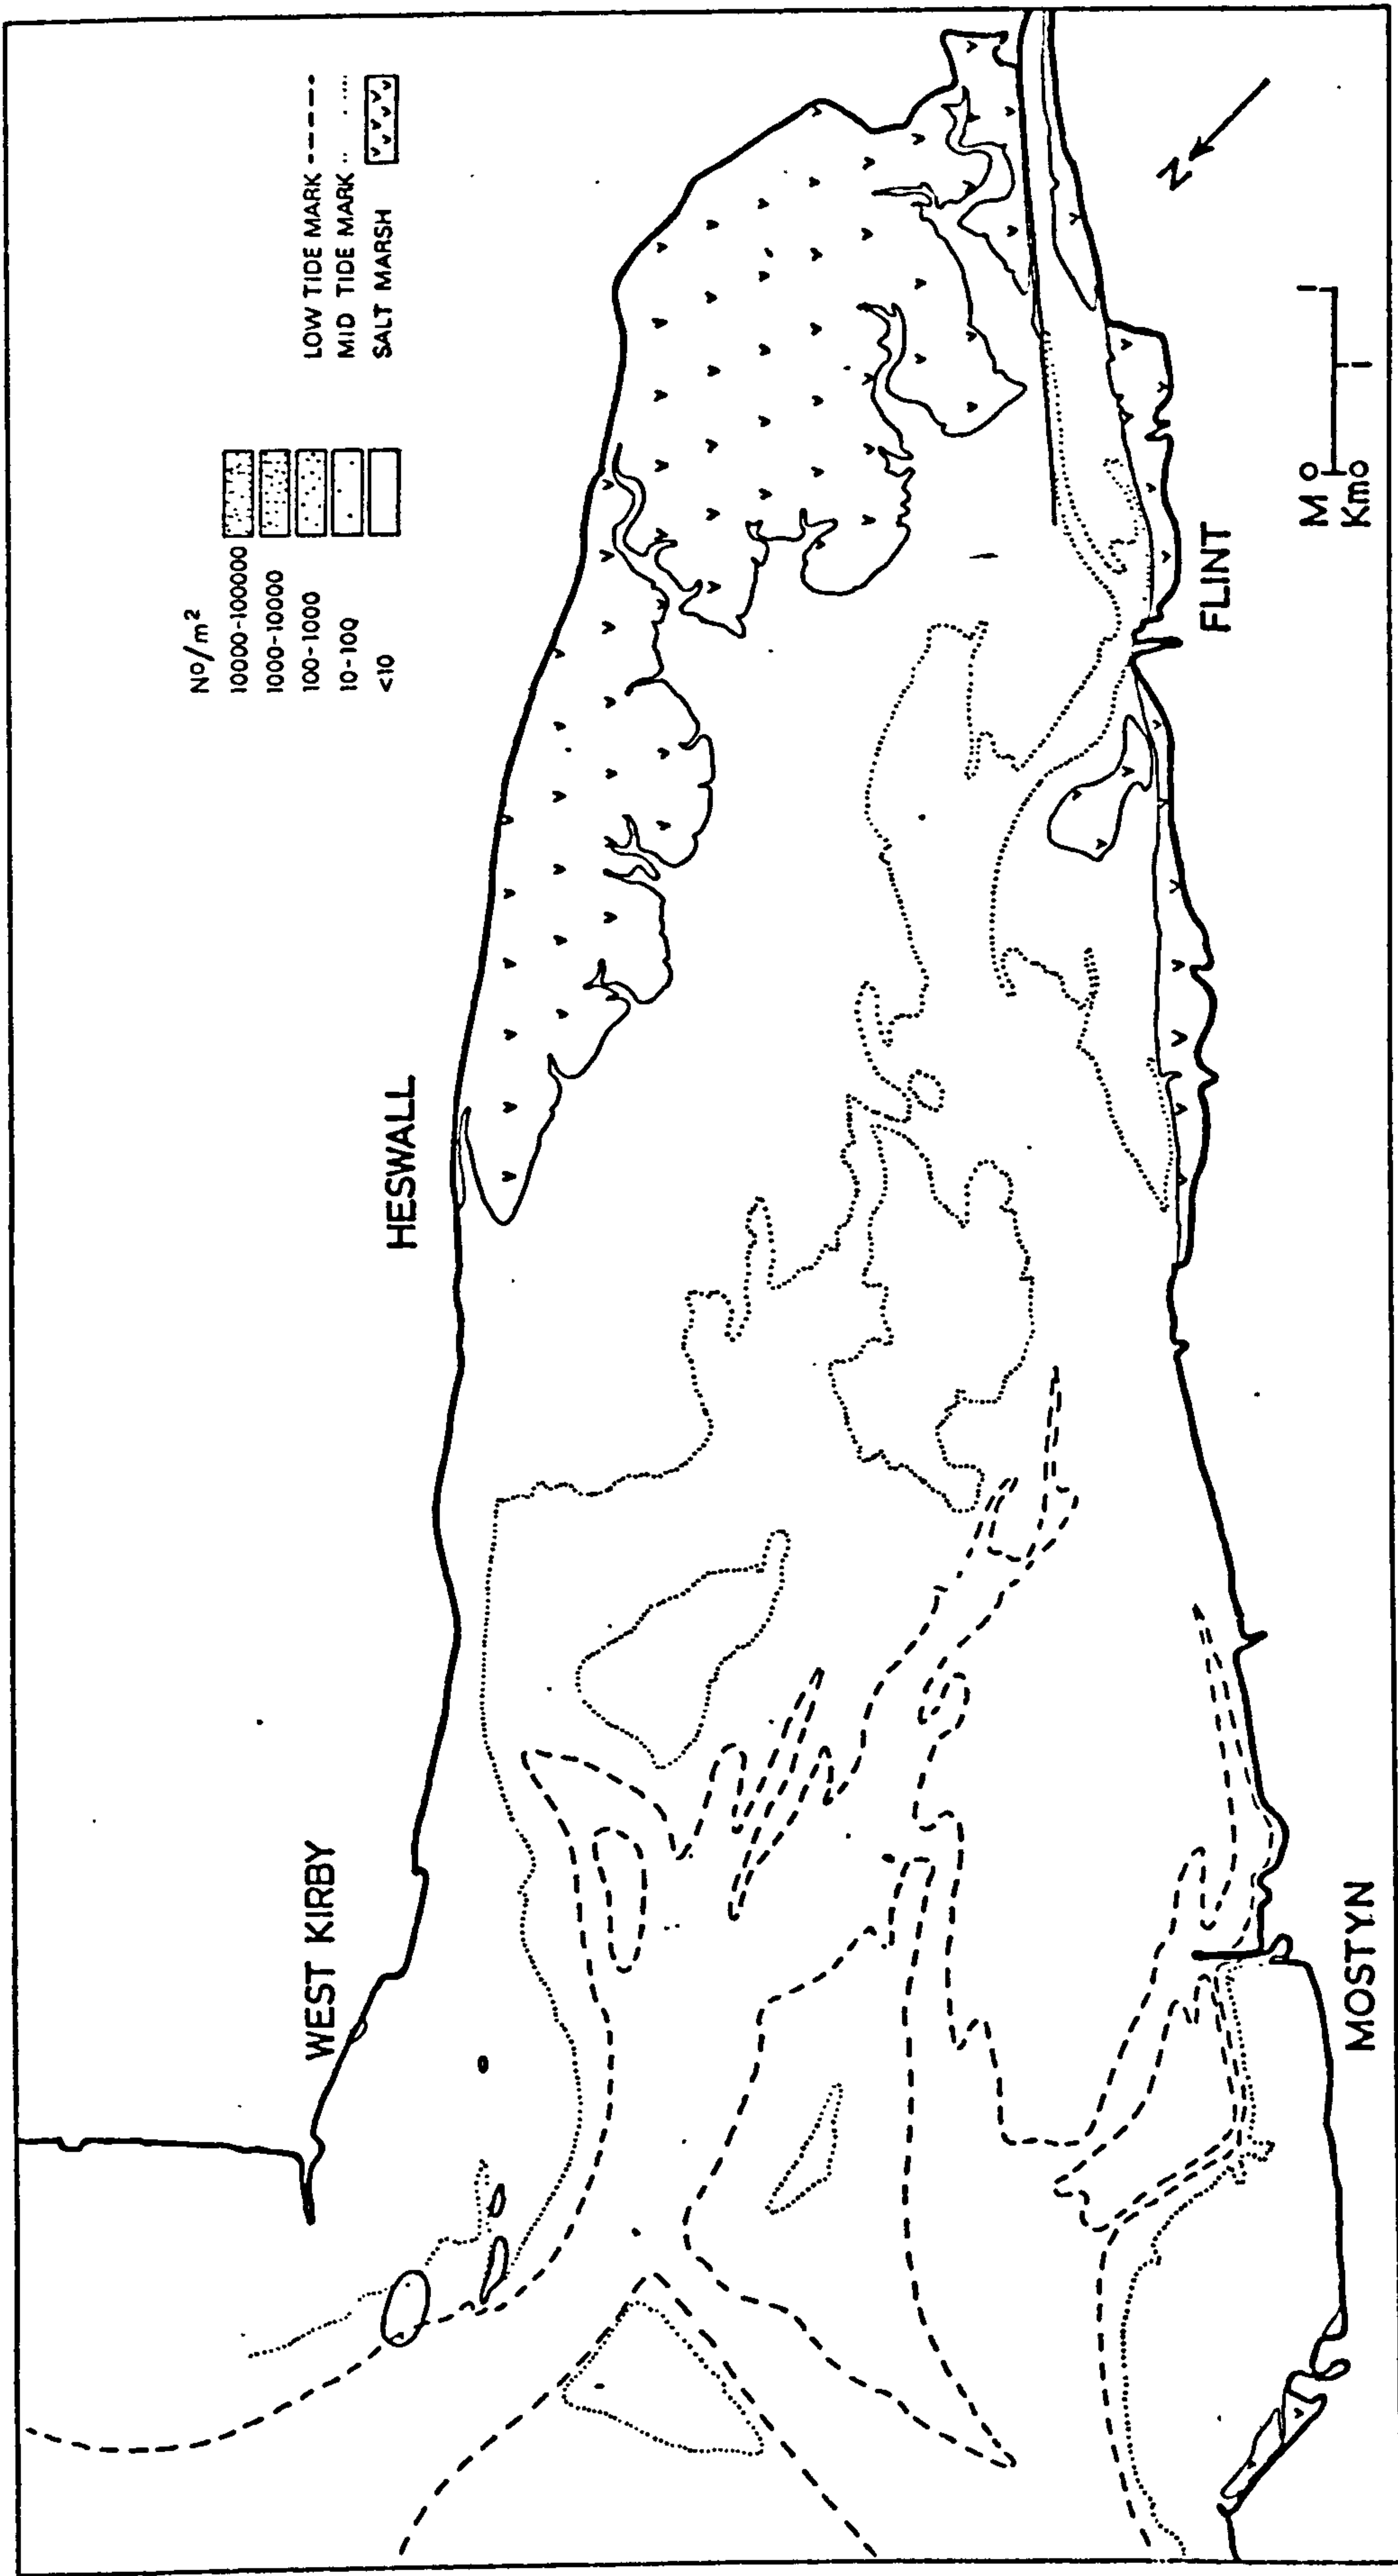 LOW TIDE MARK
MID TIDE MARK
SALT MARSH
Nº/m²
10000-100000
1000-10000
100-1000
10-100
<10
HESWALL
WEST KIRBY
FLINT
MOSTYN
N
M 0 1
Km 0 1